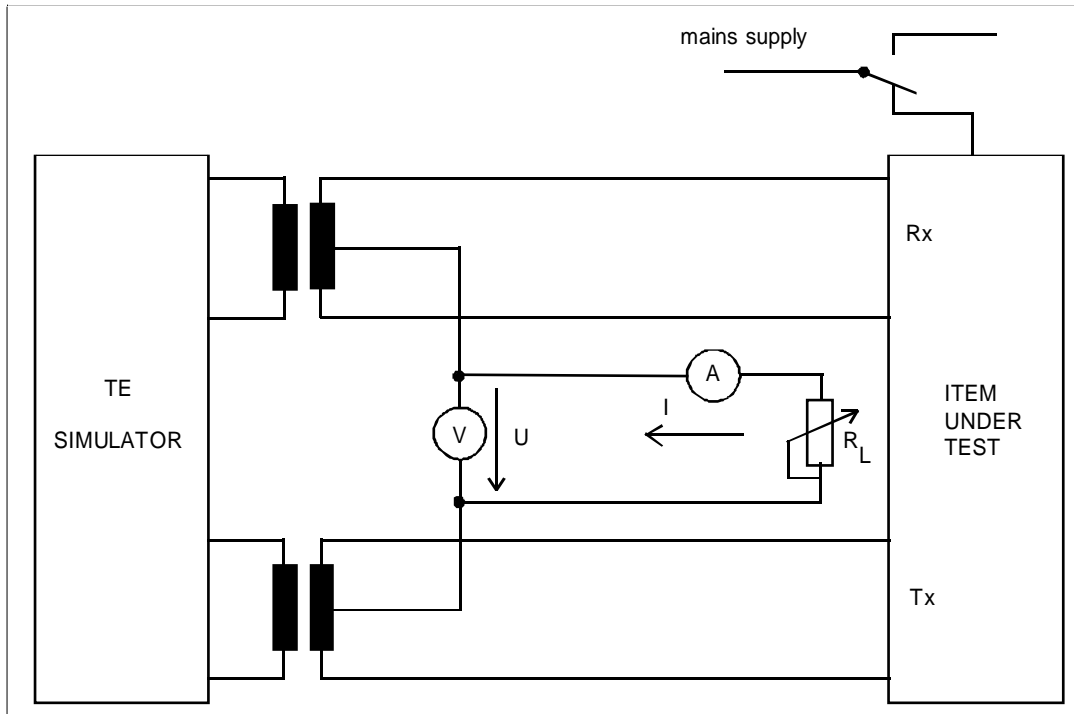 mains supply
Rx
TE
SIMULATOR
A
I
V
U
R
L
ITEM
UNDER
TEST
Tx